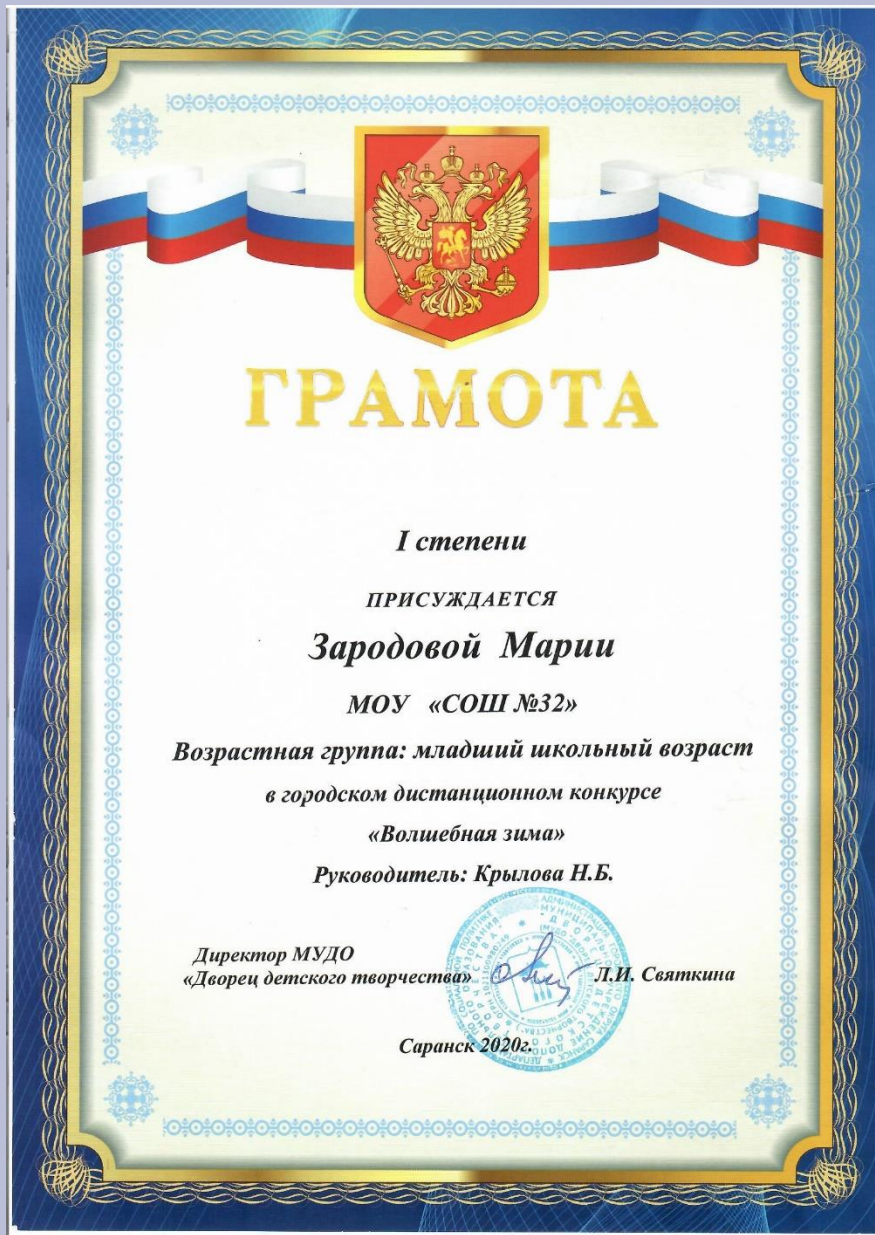 ГРАМОТА
I степени
ПРИСУЖДАЕТСЯ
Зародовой Марии
МОУ «СОШ №32»
Возрастная группа: младший школьный возраст
в городском дистанционном конкурсе
«Волшебная зима»
Руководитель: Крылова Н.Б.
Директор МУДО
«Дворец детского творчества» Л.И. Святкина
Саранск 2020г.